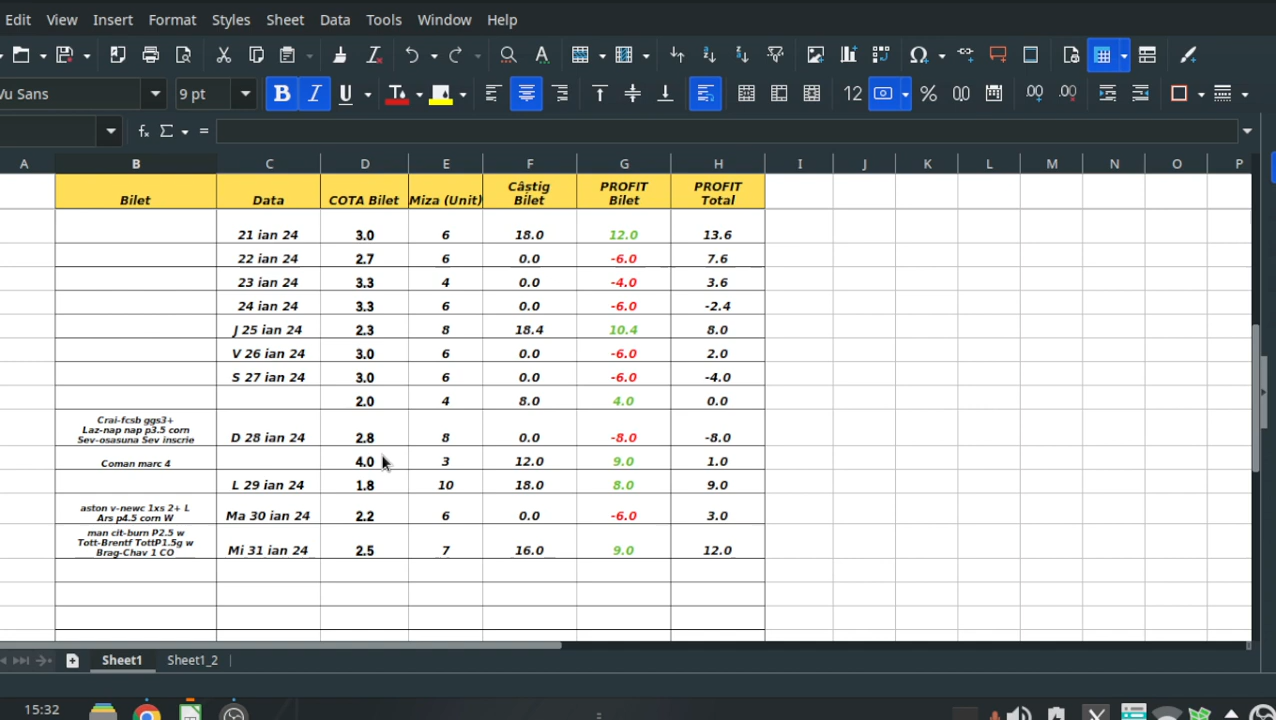 Edit View Insert Format Styles Sheet Data Tools Window Help
Vu Sans 9 pt B I U 12 %
fx Σ =
A B C D E F G H I J K L M N O P
Bilet Data COTA Bilet Miza (Unit) Câștig Bilet PROFIT Bilet PROFIT Total
21 ian 24 3.0 6 18.0 12.0 13.6
22 ian 24 2.7 6 0.0 -6.0 7.6
23 ian 24 3.3 4 0.0 -4.0 3.6
24 ian 24 3.3 6 0.0 -6.0 -2.4
J 25 ian 24 2.3 8 18.4 10.4 8.0
V 26 ian 24 3.0 6 0.0 -6.0 2.0
S 27 ian 24 3.0 6 0.0 -6.0 -4.0
2.0 4 8.0 4.0 0.0
Crai-fcsb ggs3+
Laz-nap nap p3.5 corn
Sev-osasuna Sev inscrie D 28 ian 24 2.8 8 0.0 -8.0 -8.0
Coman marc 4 4.0 3 12.0 9.0 1.0
L 29 ian 24 1.8 10 18.0 8.0 9.0
aston v-newc 1xs 2+ L
Ars p4.5 corn W Ma 30 ian 24 2.2 6 0.0 -6.0 3.0
man cit-burn P2.5 w
Tott-Brentf TottP1.5g w
Brag-Chav 1 CO Mi 31 ian 24 2.5 7 16.0 9.0 12.0
Sheet1 Sheet1_2
15:32